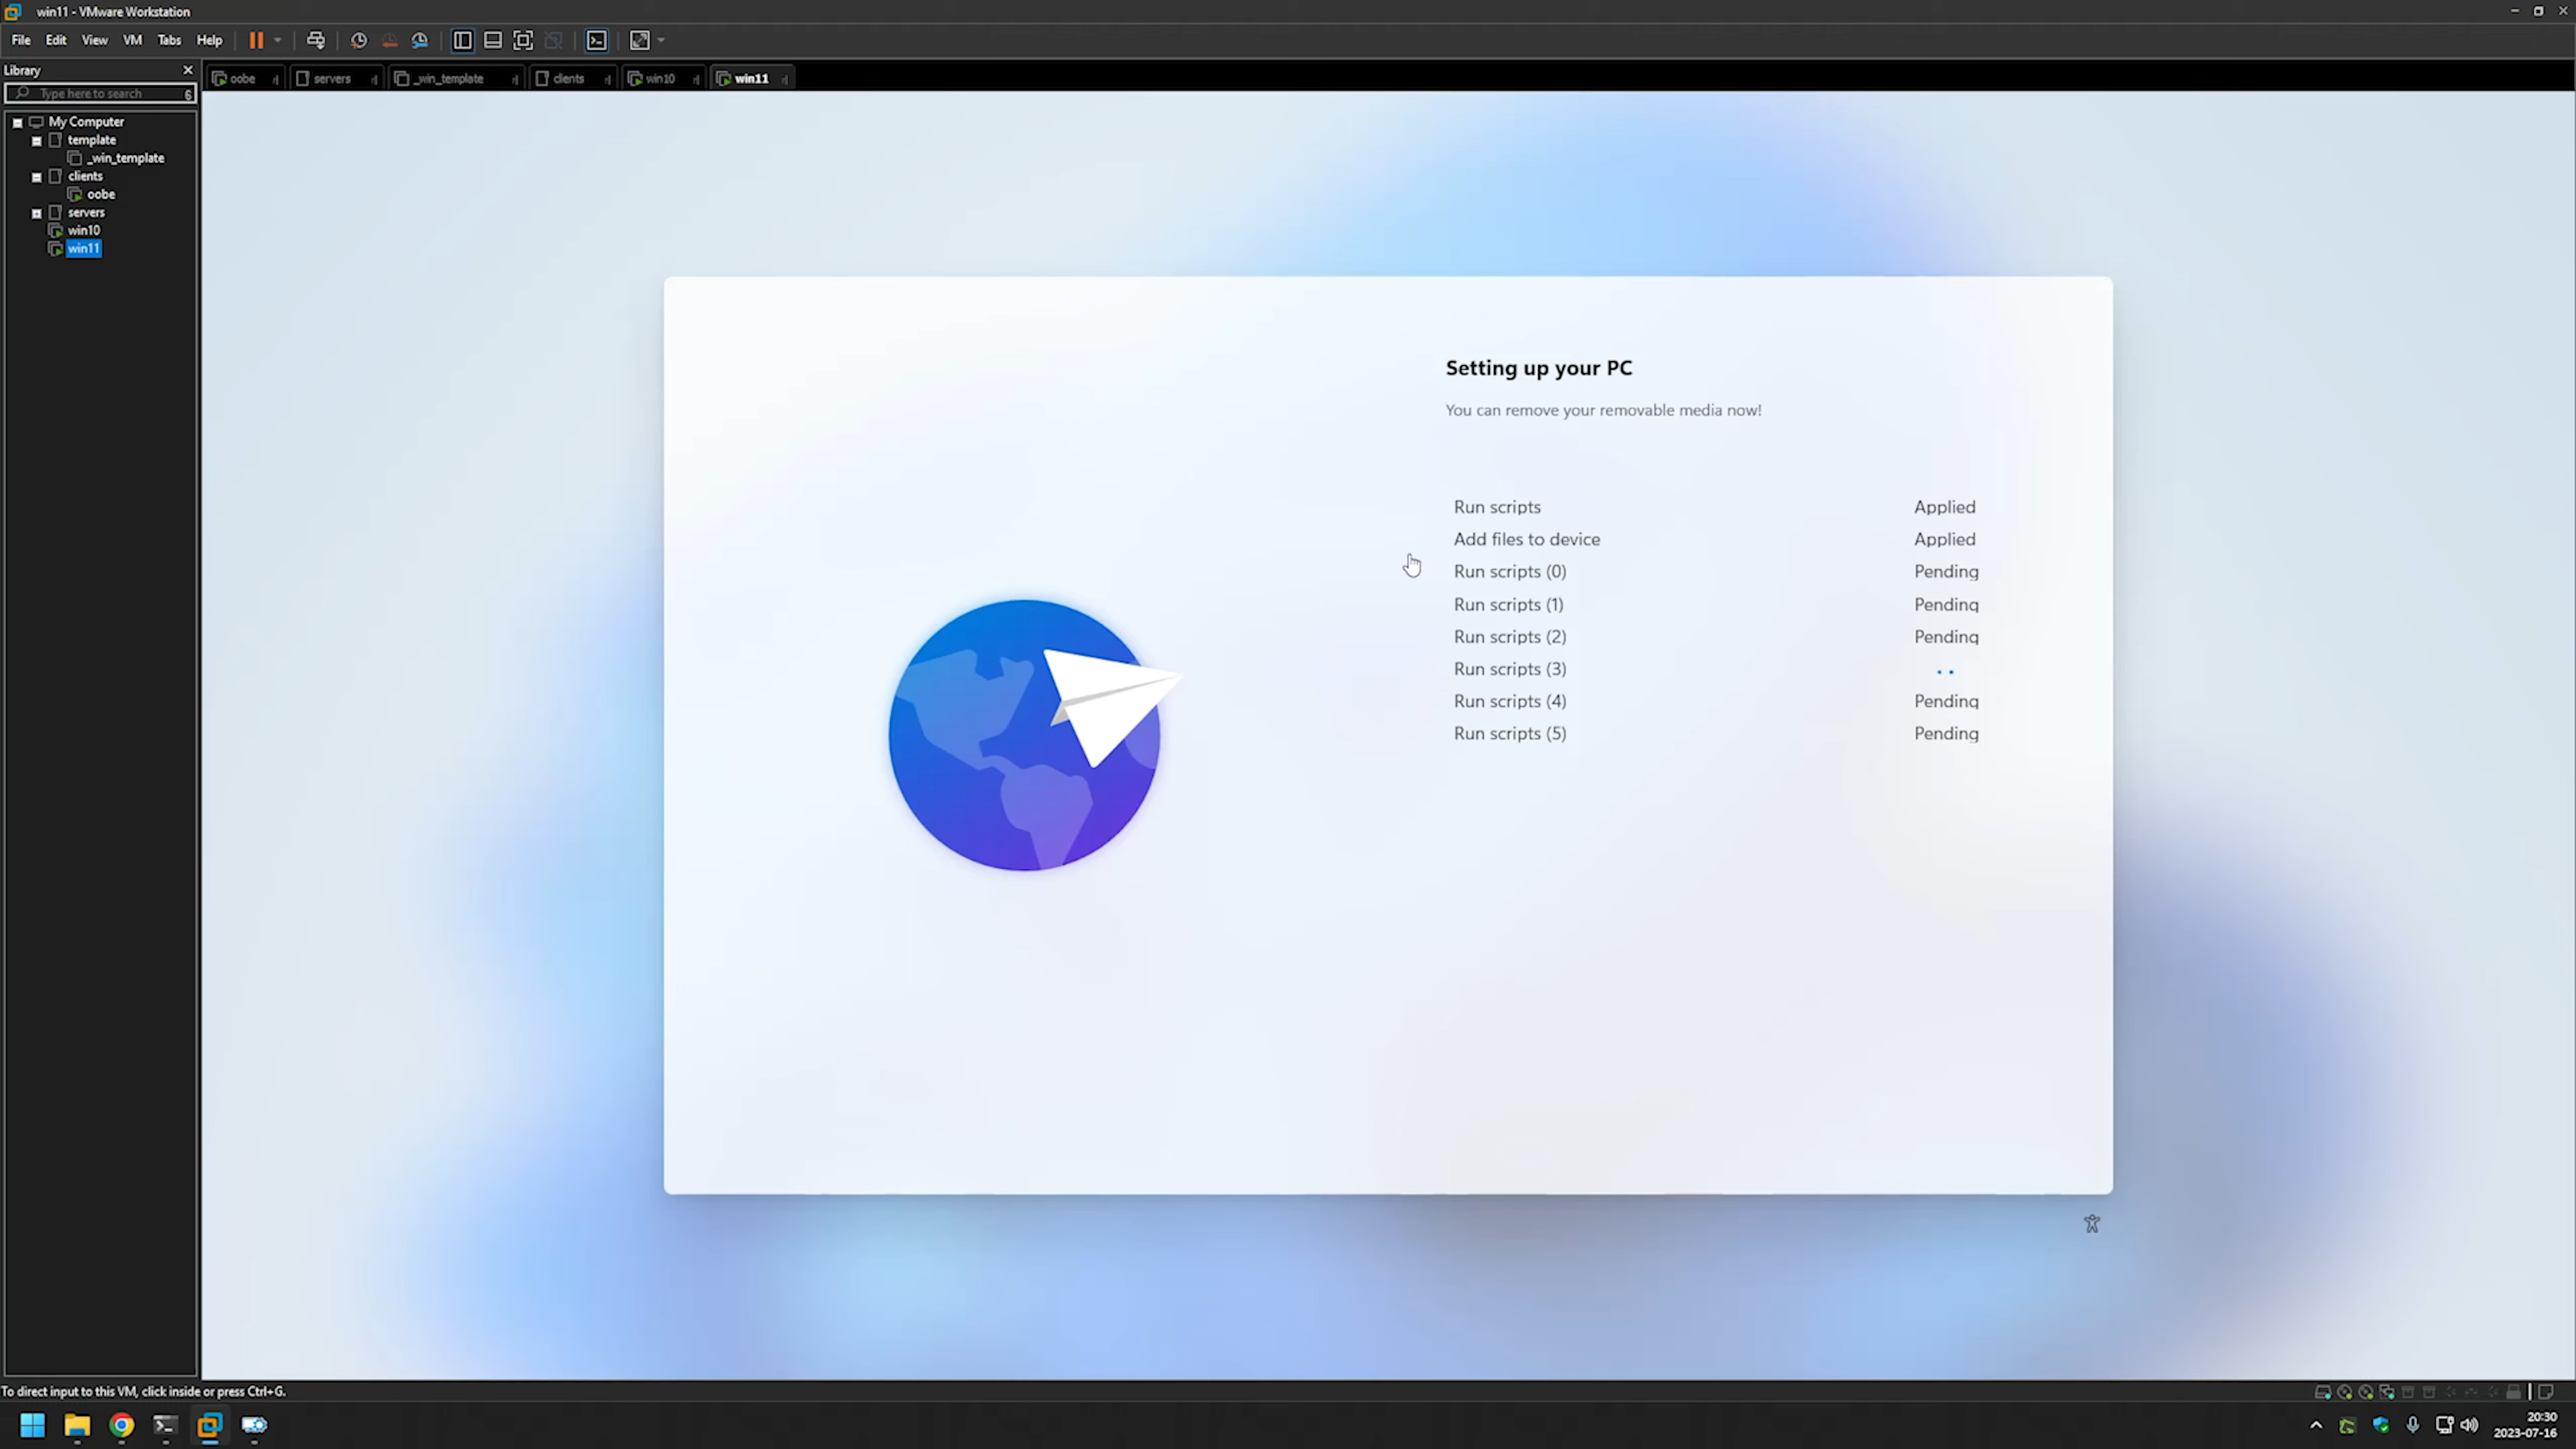 win11 - VMware Workstation
File Edit View VM Tabs Help
Library
Type here to search
My Computer
template
_win_template
clients
oobe
servers
win10
win11
oobe servers _win_template clients win10 win11
Setting up your PC
You can remove your removable media now!
Run scripts Applied
Add files to device Applied
Run scripts (0) Pending
Run scripts (1) Pending
Run scripts (2) Pending
Run scripts (3)
Run scripts (4) Pending
Run scripts (5) Pending
To direct input to this VM, click inside or press Ctrl+G.
20:30
2023-07-16